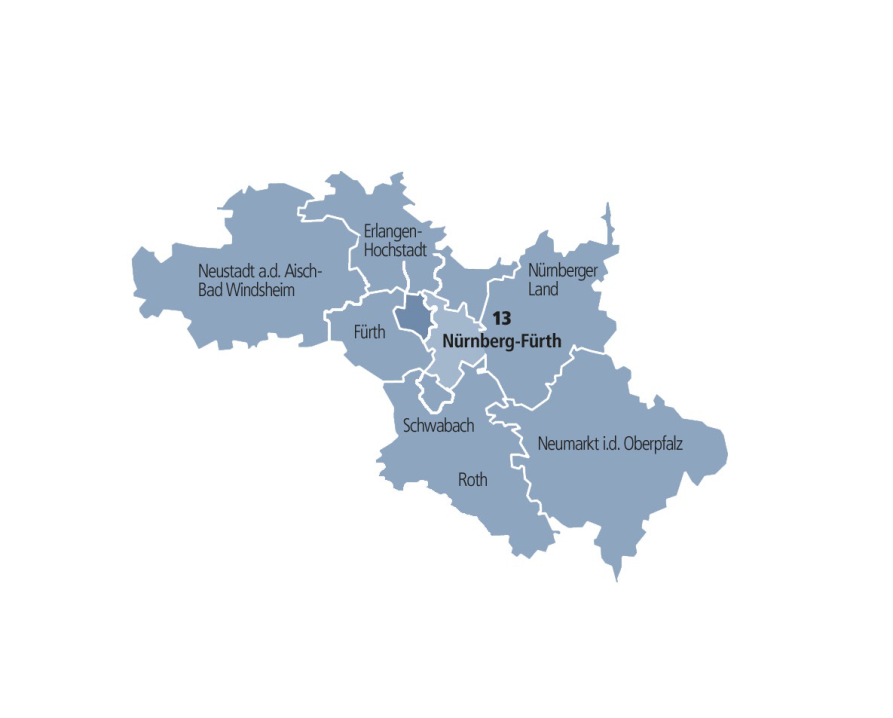 Erlangen-
Hochstadt
Neustadt a.d. Aisch-
Bad Windsheim
Nürnberger
Land
Fürth
13
Nürnberg-Fürth
Schwabach
Neumarkt i.d. Oberpfalz
Roth